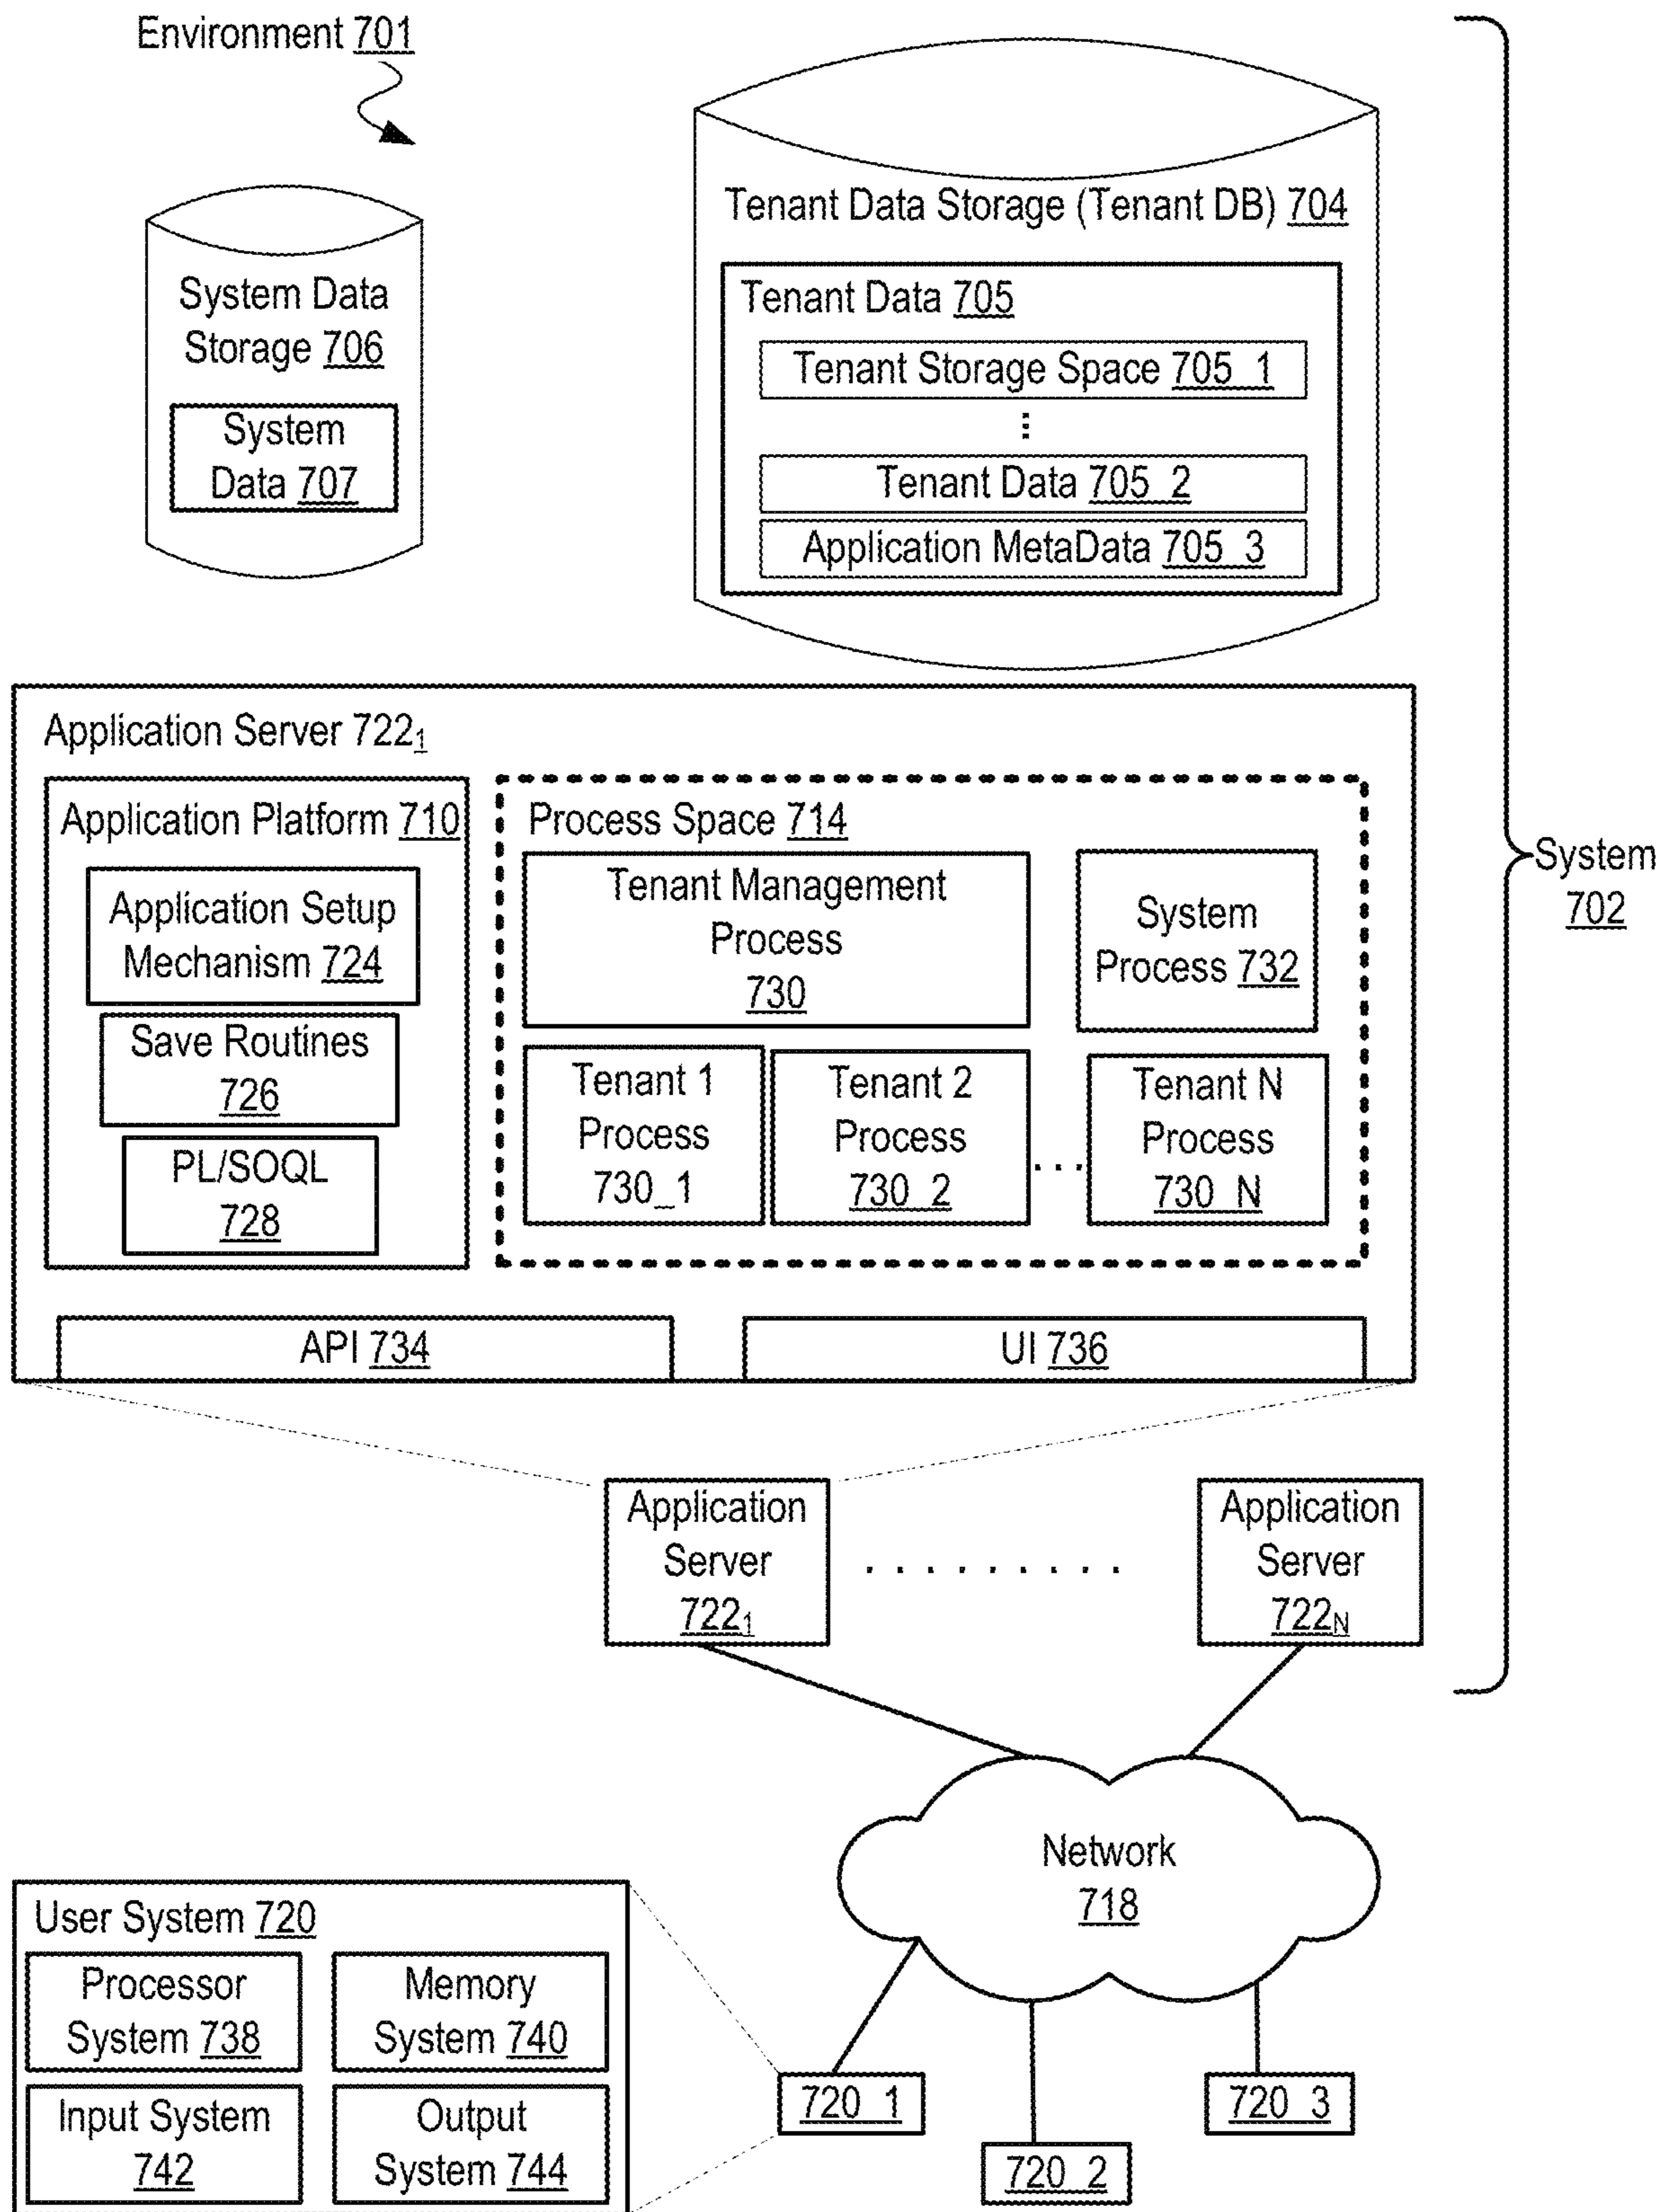 Environment 701
Tenant Data Storage (Tenant DB) 704
System Data
Storage 706
System
Data 707
Tenant Data 705
Tenant Storage Space 705_1
⋮
Tenant Data 705_2
Application MetaData 705_3
System
702
Application Server 722₁
Application Platform 710
Application Setup
Mechanism 724
Save Routines
726
PL/SOQL
728
Process Space 714
Tenant Management
Process
730
System
Process 732
Tenant 1
Process
730_1
Tenant 2
Process
730_2
...
Tenant N
Process
730_N
API 734
UI 736
Application
Server
722₁
. . . . . . . . .
Application
Server
722N
Network
718
User System 720
Processor
System 738
Memory
System 740
Input System
742
Output
System 744
720_1
720_2
720_3